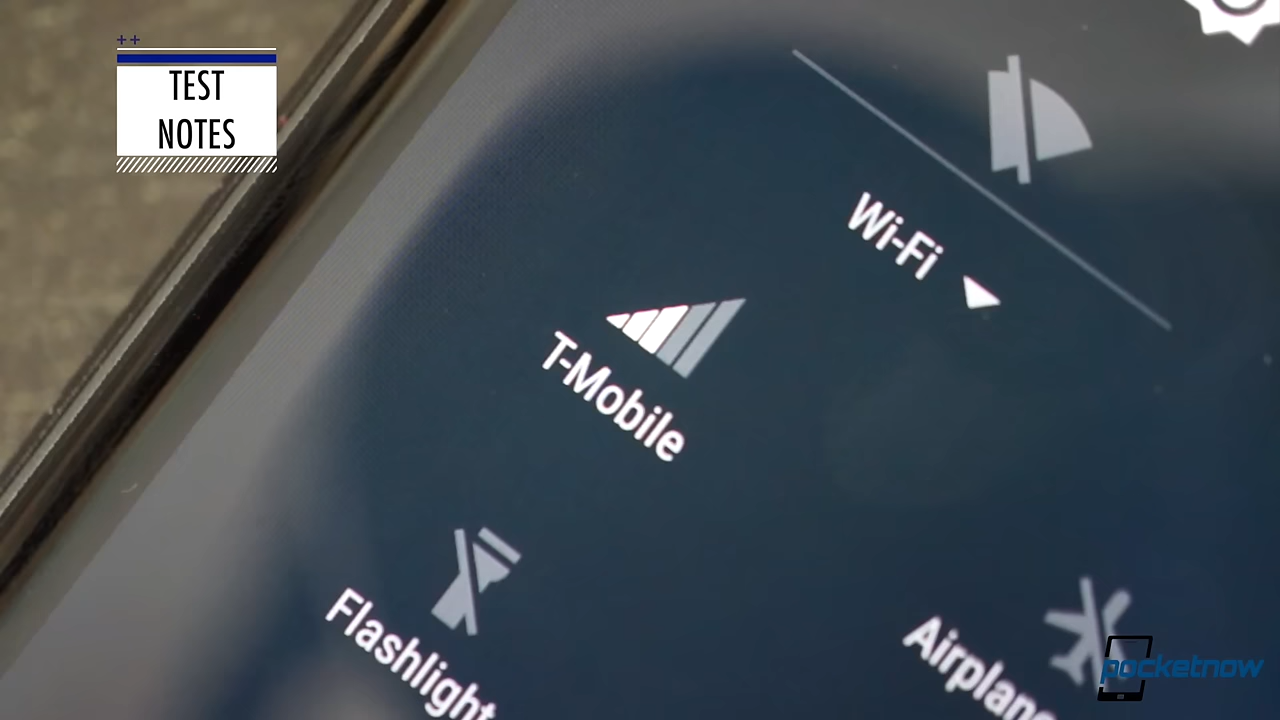 ++
TEST
NOTES
Wi-Fi
T-Mobile
Flashlight
Airplane
pocketnow